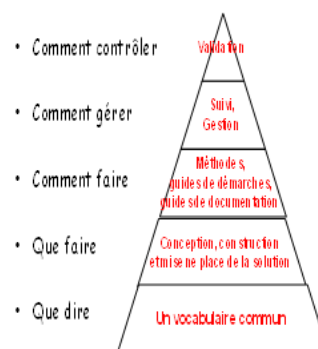 • Comment contrôler
Validation
• Comment gérer
Suivi,
Gestion
• Comment faire
Méthodes,
guides de démarches,
guides de documentation
• Que faire
Conception, construction
et mise ne place de la solution
• Que dire
Un vocabulaire commun